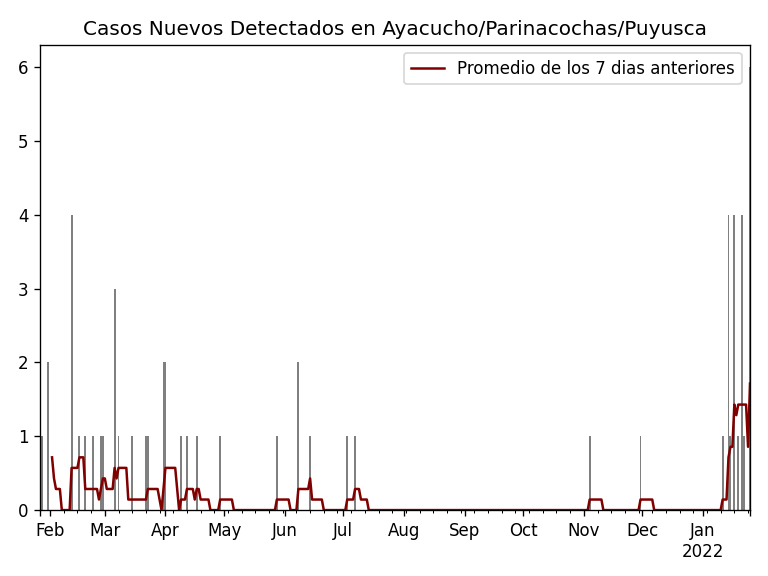 Casos Nuevos Detectados en Ayacucho/Parinacochas/Puyusca
Promedio de los 7 dias anteriores
6
5
4
3
2
1
0
Feb Mar Apr May Jun Jul Aug Sep Oct Nov Dec Jan
2022